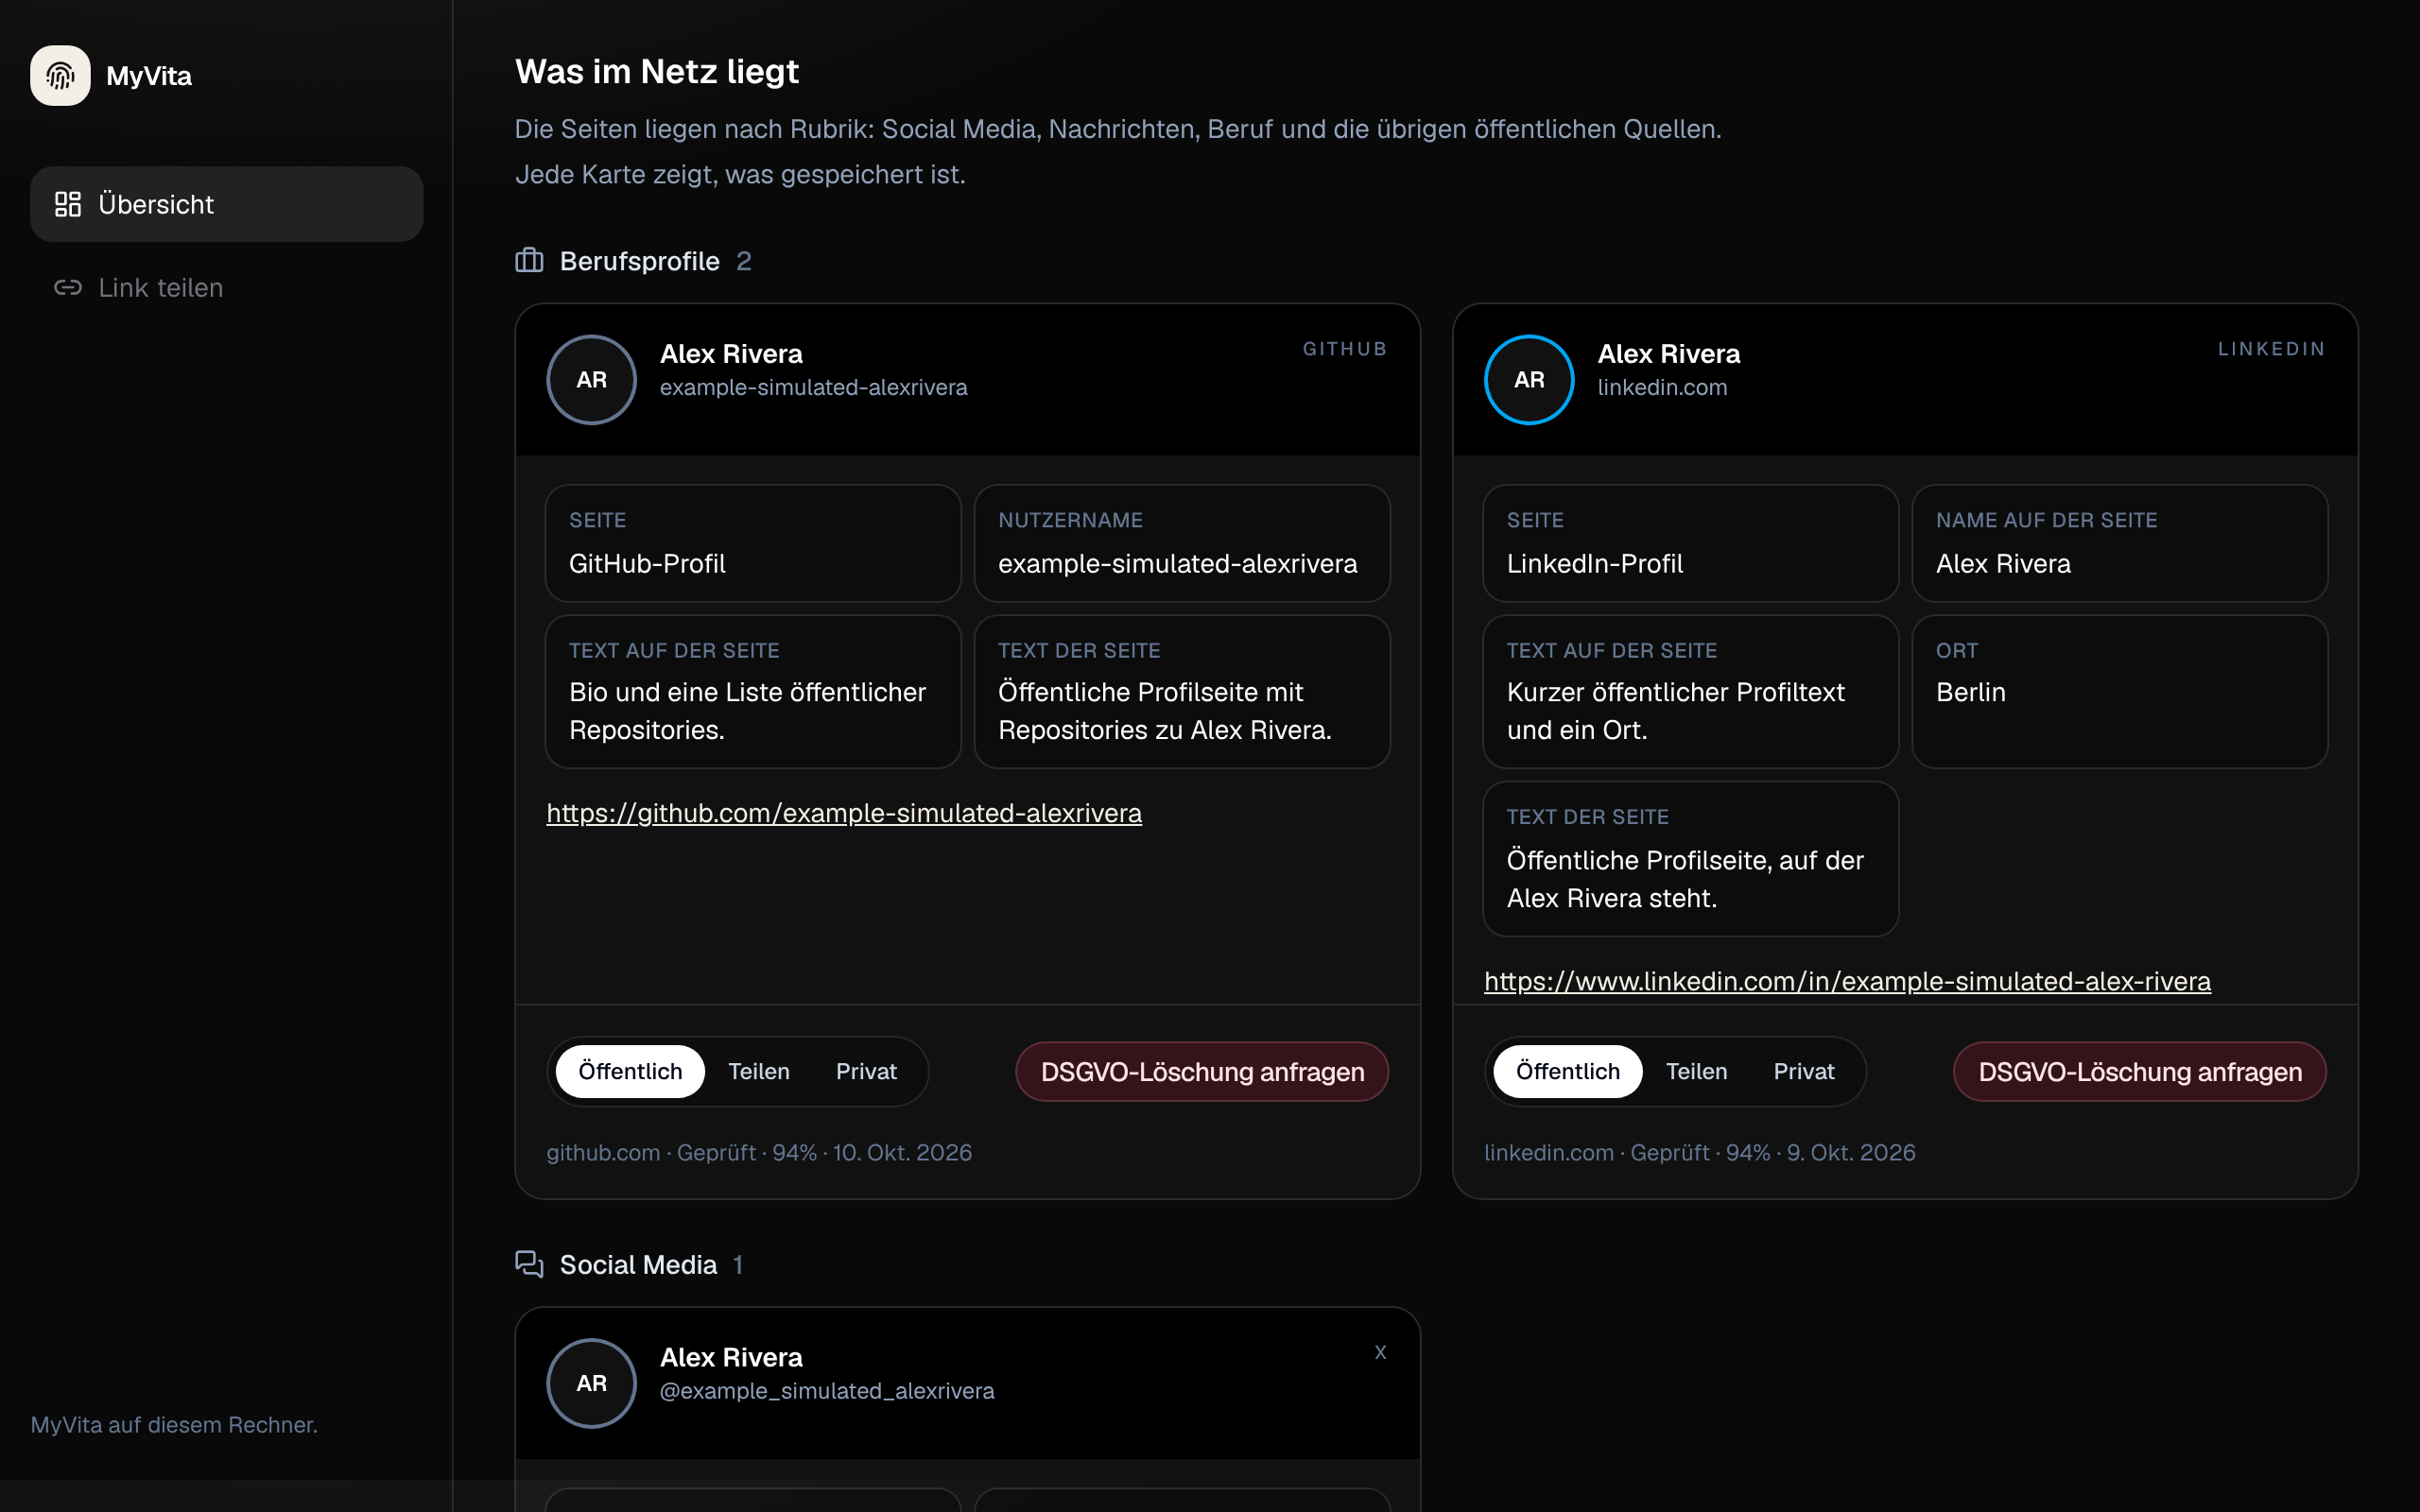 MyVita
Übersicht
Link teilen
MyVita auf diesem Rechner.
Was im Netz liegt
Die Seiten liegen nach Rubrik: Social Media, Nachrichten, Beruf und die übrigen öffentlichen Quellen.
Jede Karte zeigt, was gespeichert ist.
Berufsprofile 2
AR
Alex Rivera
example-simulated-alexrivera
GITHUB
SEITE
GitHub-Profil
NUTZERNAME
example-simulated-alexrivera
TEXT AUF DER SEITE
Bio und eine Liste öffentlicher
Repositories.
TEXT DER SEITE
Öffentliche Profilseite mit
Repositories zu Alex Rivera.
https://github.com/example-simulated-alexrivera
Öffentlich Teilen Privat
DSGVO-Löschung anfragen
github.com · Geprüft · 94% · 10. Okt. 2026
AR
Alex Rivera
linkedin.com
LINKEDIN
SEITE
LinkedIn-Profil
NAME AUF DER SEITE
Alex Rivera
TEXT AUF DER SEITE
Kurzer öffentlicher Profiltext
und ein Ort.
ORT
Berlin
TEXT DER SEITE
Öffentliche Profilseite, auf der
Alex Rivera steht.
https://www.linkedin.com/in/example-simulated-alex-rivera
Öffentlich Teilen Privat
DSGVO-Löschung anfragen
linkedin.com · Geprüft · 94% · 9. Okt. 2026
Social Media 1
AR
Alex Rivera
@example_simulated_alexrivera
X